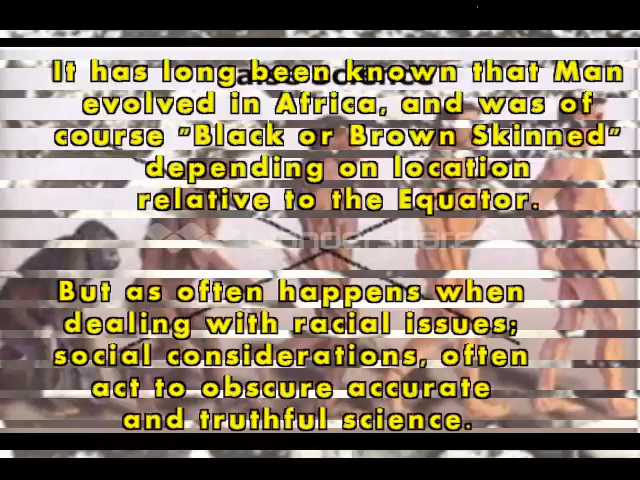 It has long been known that Man
evolved in Africa, and was of
course "Black or Brown Skinned"
depending on location
relative to the Equator.
wondershare
But as often happens when
dealing with racial issues;
social considerations, often
act to obscure accurate
and truthful science.